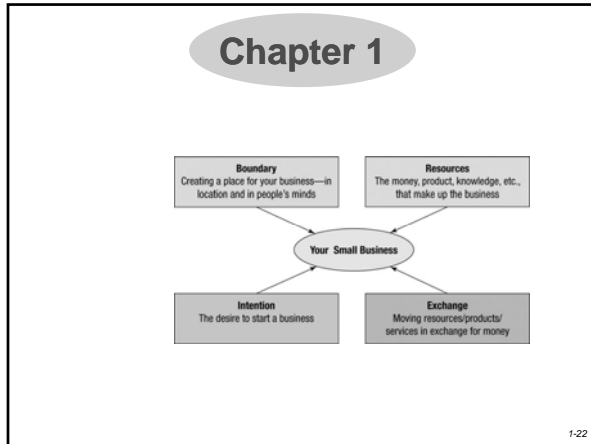 Chapter 1
Boundary
Creating a place for your business—in
location and in people's minds
Resources
The money, product, knowledge, etc.,
that make up the business
Your Small Business
Intention
The desire to start a business
Exchange
Moving resources/products/
services in exchange for money
1-22